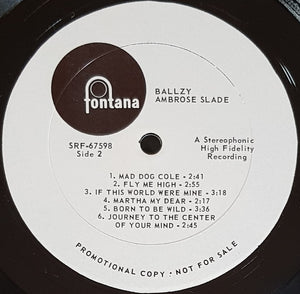 fontana
BALLZY
AMBROSE SLADE
SRF-67598
Side 2
A Stereophonic
High Fidelity
Recording
1. MAD DOG COLE - 2:41
2. FLY ME HIGH - 2:55
3. IF THIS WORLD WERE MINE - 3:18
4. MARTHA MY DEAR - 2:17
5. BORN TO BE WILD - 3:36
6. JOURNEY TO THE CENTER
OF YOUR MIND - 2:45
PROMOTIONAL COPY · NOT FOR SALE